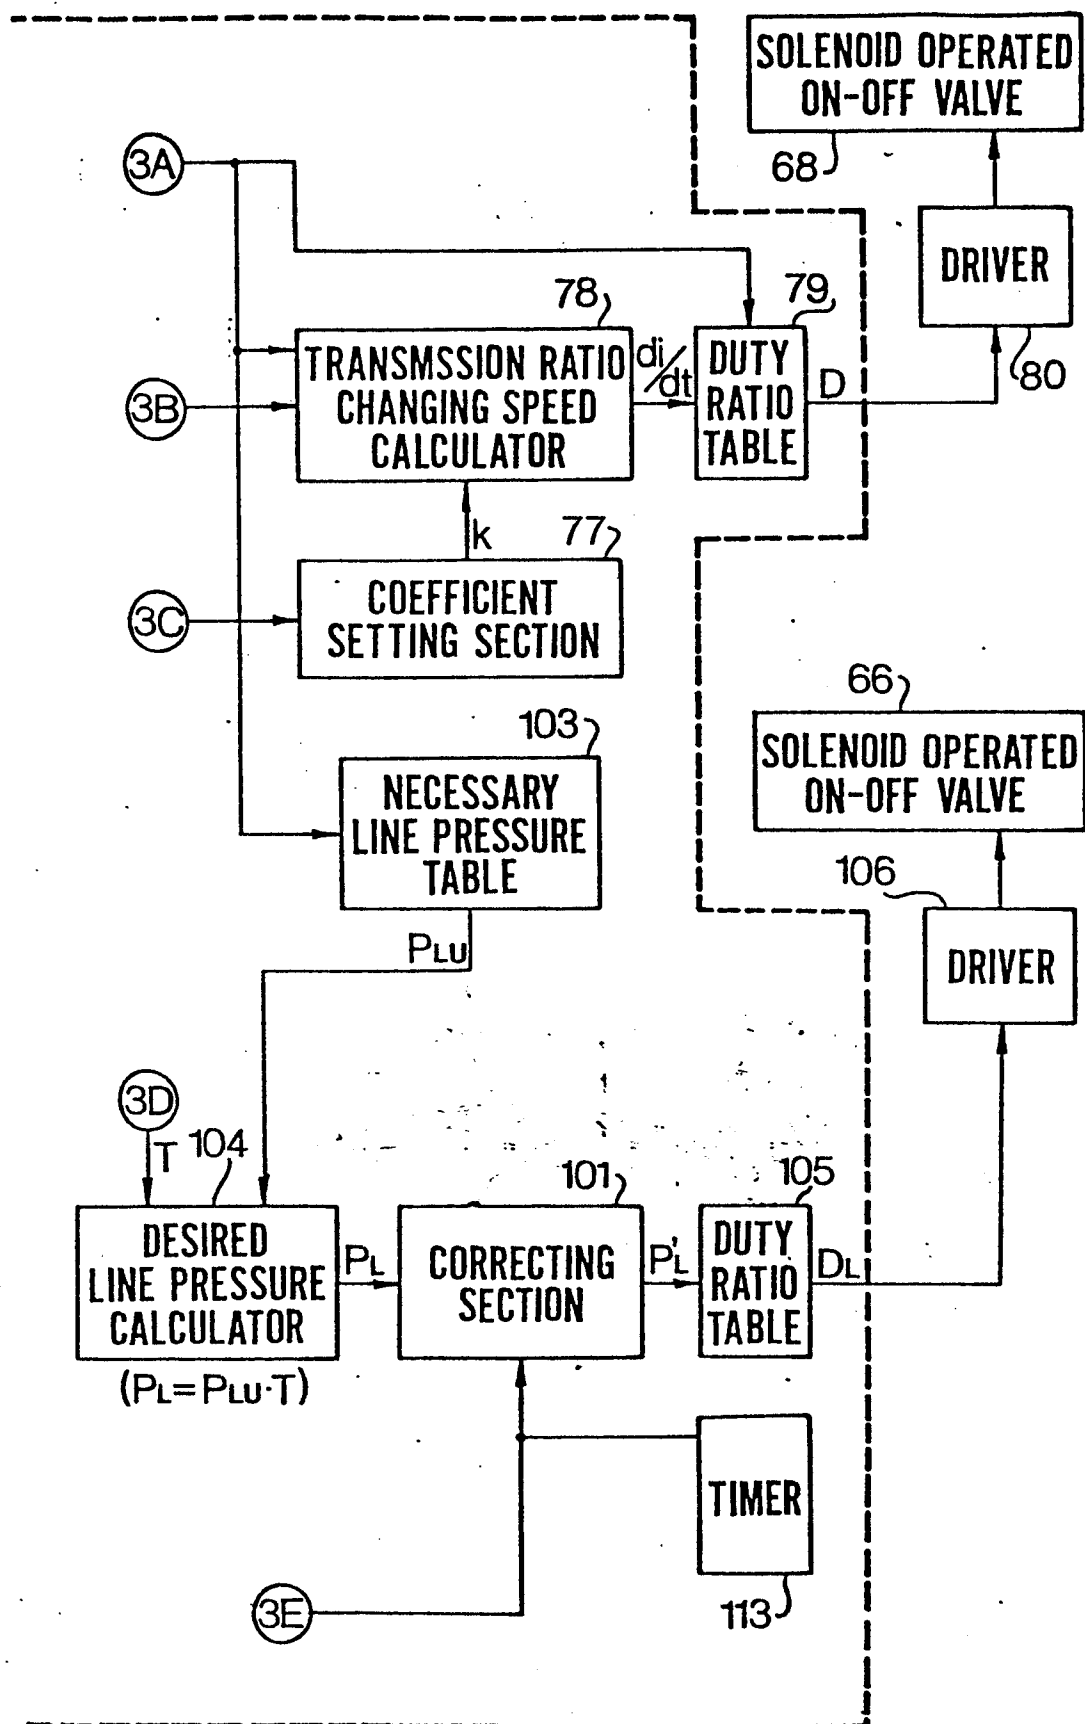 SOLENOID OPERATED
ON-OFF VALVE
68
3A
DRIVER
80
78
79
TRANSMSSION RATIO
CHANGING SPEED
CALCULATOR
di/dt
DUTY
RATIO
TABLE
D
3B
k
77
3C
COEFFICIENT
SETTING SECTION
66
SOLENOID OPERATED
ON-OFF VALVE
103
NECESSARY
LINE PRESSURE
TABLE
106
DRIVER
PLU
3D
T
104
101
105
DESIRED
LINE PRESSURE
CALCULATOR
(PL=PLU·T)
PL
CORRECTING
SECTION
P'L
DUTY
RATIO
TABLE
DL
TIMER
113
3E